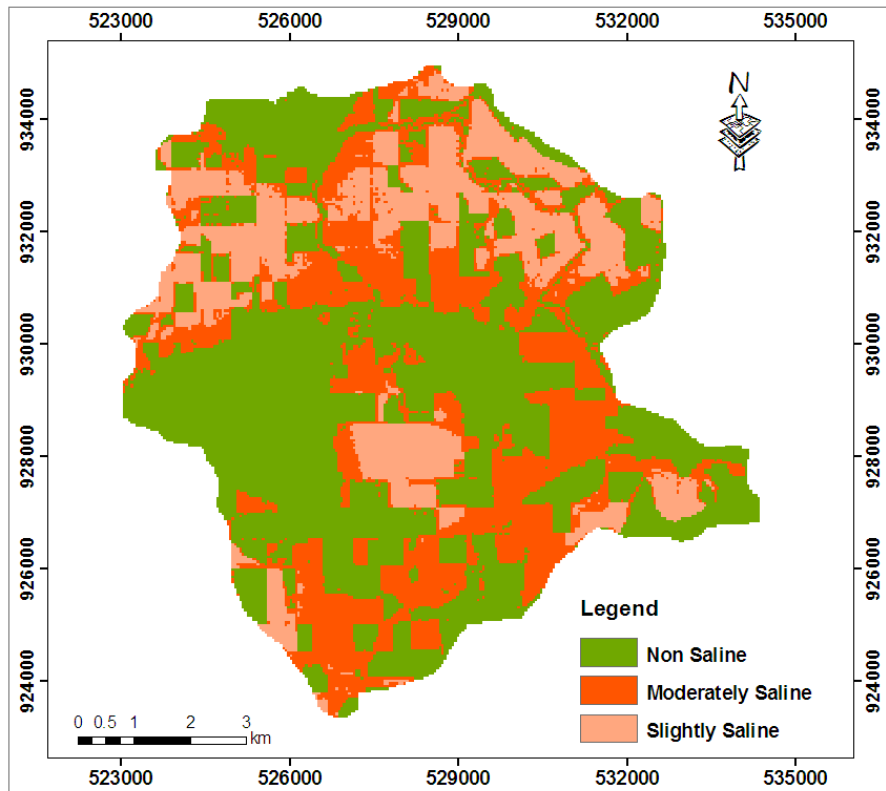 523000 526000 529000 532000 535000
N
934000 934000
932000 932000
930000 930000
928000 928000
926000 926000
924000 924000
Legend
Non Saline
Moderately Saline
Slightly Saline
0 0.5 1 2 3
km
523000 526000 529000 532000 535000